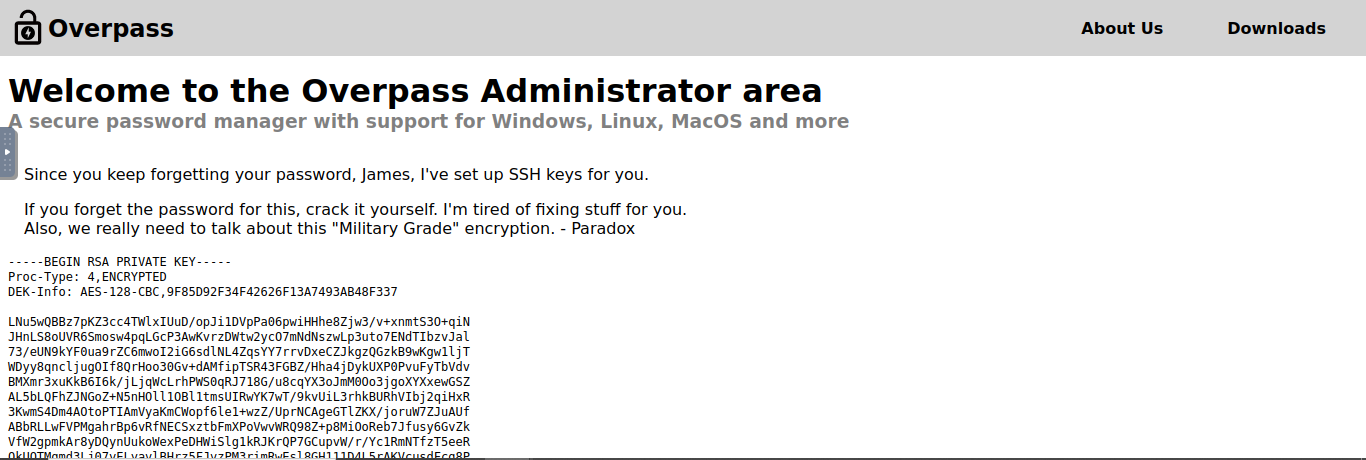 Overpass
About Us
Downloads
Welcome to the Overpass Administrator area
A secure password manager with support for Windows, Linux, MacOS and more
Since you keep forgetting your password, James, I've set up SSH keys for you.
If you forget the password for this, crack it yourself. I'm tired of fixing stuff for you.
Also, we really need to talk about this "Military Grade" encryption. - Paradox
-----BEGIN RSA PRIVATE KEY-----
Proc-Type: 4,ENCRYPTED
DEK-Info: AES-128-CBC,9F85D92F34F42626F13A7493AB48F337
LNu5wQBBz7pKZ3cc4TWlxIUuD/opJi1DVpPa06pwiHHhe8Zjw3/v+xnmtS3O+qiN
JHnLS8oUVR6Smosw4pqLGcP3AwKvrzDWtw2ycO7mNdNszwLp3uto7ENdTIbzvJal
73/eUN9kYF0ua9rZC6mwoI2iG6sdlNL4ZqsYY7rrvDxeCZJkgzQGzkB9wKgw1ljT
WDyy8qncljugOIf8QrHoo30Gv+dAMfipTSR43FGBZ/Hha4jDykUXP0PvuFyTbVdv
BMXmr3xuKkB6I6k/jLjqWcLrhPWS0qRJ718G/u8cqYX3oJmM0Oo3jgoXYXxewGSZ
AL5bLQFhZJNGoZ+N5nHOll1OBl1tmsUIRwYK7wT/9kvUiL3rhkBURhVIbj2qiHxR
3KwmS4Dm4AOtoPTIAmVyaKmCWopf6le1+wzZ/UprNCAgeGTlZKX/joruW7ZJuAUf
ABbRLLwFVPMgahrBp6vRfNECSxztbFmXPoVwvWRQ98Z+p8MiOoReb7Jfusy6GvZk
VfW2gpmkAr8yDQynUukoWexPeDHWiSlg1kRJKrQP7GCupvW/r/Yc1RmNTfzT5eeR